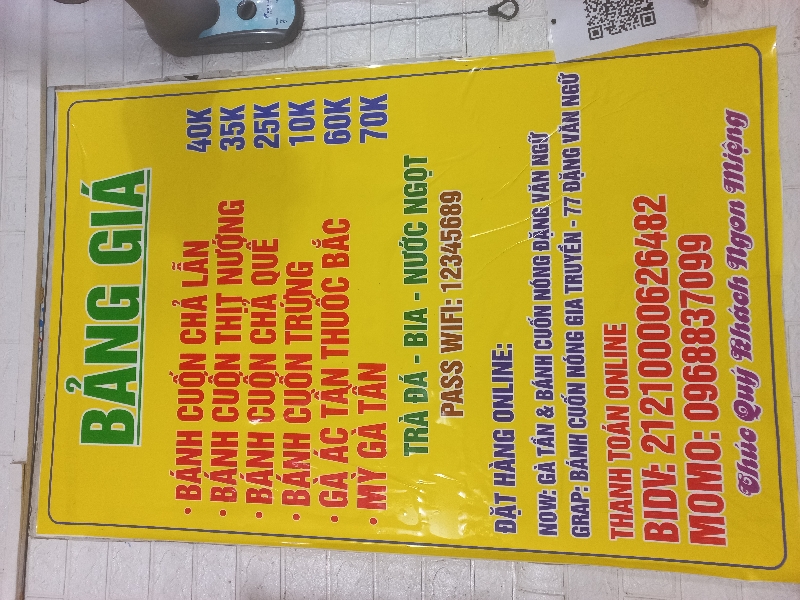 BẢNG GIÁ
• BÁNH CUỐN CHẢ LẪN 40K
• BÁNH CUỐN THỊT NƯỚNG 35K
• BÁNH CUỐN CHẢ QUẾ 25K
• BÁNH CUỐN TRỨNG 10K
• GÀ ÁC TẦN THUỐC BẮC 60K
• MỲ GÀ TẦN 70K
TRÀ ĐÁ - BIA - NƯỚC NGỌT
PASS WIFI: 12345689
ĐẶT HÀNG ONLINE:
NOW: GÀ TẦN & BÁNH CUỐN NÓNG ĐẶNG VĂN NGỮ
GRAP: BÁNH CUỐN NÓNG GIA TRUYỀN - 77 ĐẶNG VĂN NGỮ
THANH TOÁN ONLINE
BIDV: 21210000626482
MOMO: 0968837099
Chúc Quý Khách Ngon Miệng